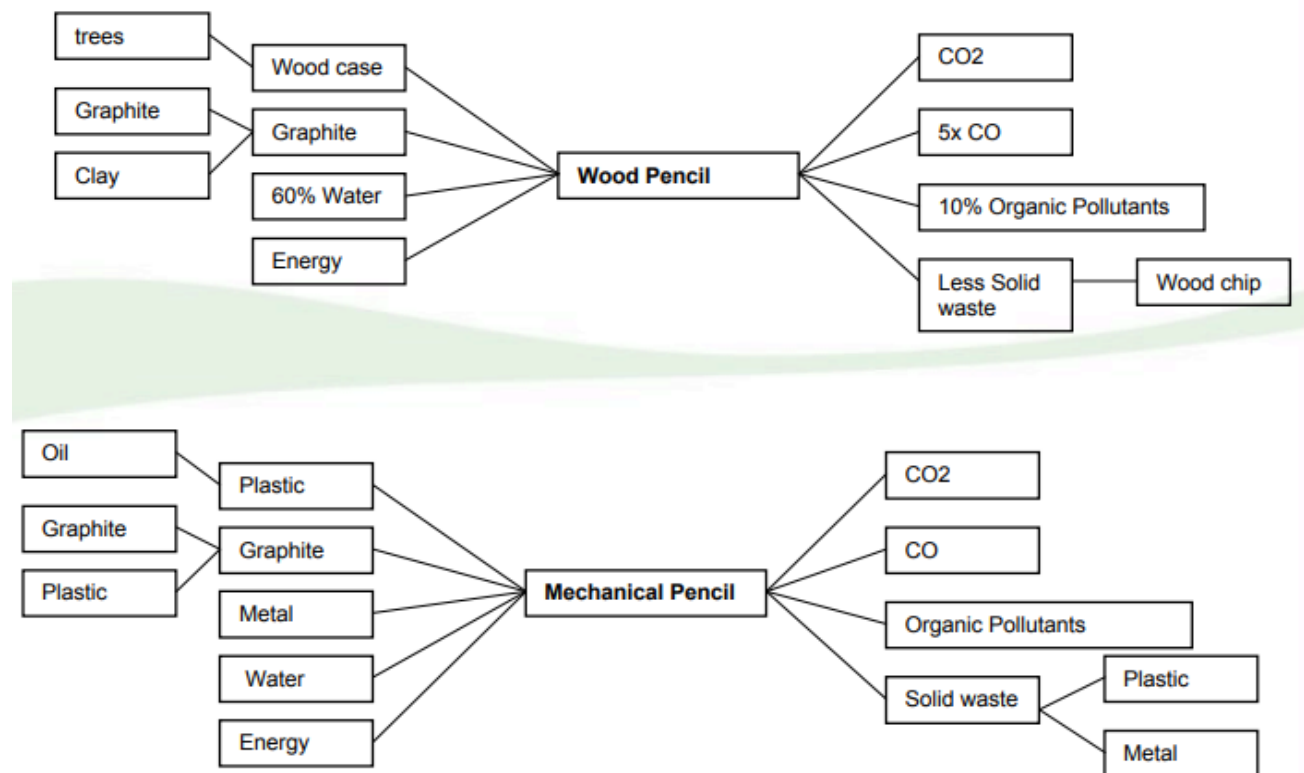 trees
Wood case
Graphite
Graphite
Clay
60% Water
Energy
Wood Pencil
CO2
5x CO
10% Organic Pollutants
Less Solid
waste
Wood chip
Oil
Plastic
Graphite
Graphite
Plastic
Metal
Water
Energy
Mechanical Pencil
CO2
CO
Organic Pollutants
Solid waste
Plastic
Metal